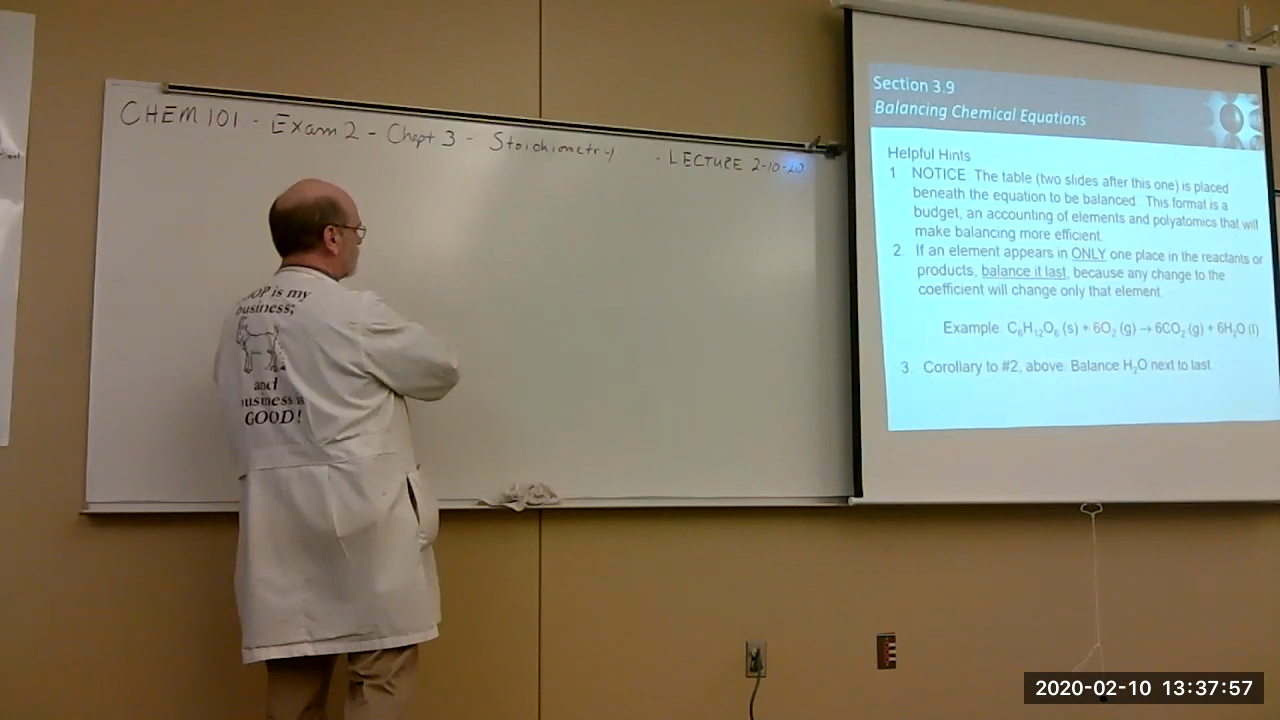 CHEM 101 - Exam 2 - Chapt 3 - Stoichiometry - LECTURE 2-10-20
is my
business;
and
business is
GOOD!
Section 3.9
Balancing Chemical Equations
Helpful Hints
1 NOTICE: The table (two slides after this one) is placed
beneath the equation to be balanced. This format is a
budget, an accounting of elements and polyatomics that will
make balancing more efficient.
2. If an element appears in ONLY one place in the reactants or
products, balance it last, because any change to the
coefficient will change only that element.
Example: C₆H₁₂O₆ (s) + 6O₂ (g) → 6CO₂ (g) + 6H₂O (l)
3. Corollary to #2, above. Balance H₂O next to last.
2020-02-10 13:37:57